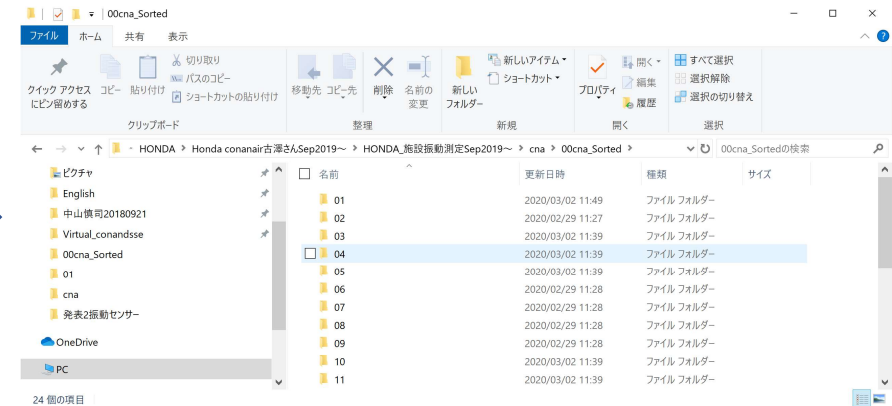 00cna_Sorted
ファイル ホーム 共有 表示
クイック アクセスにピン留めする
コピー
貼り付け
切り取り
パスのコピー
ショートカットの貼り付け
移動先
コピー先
削除
名前の変更
新しいフォルダー
新しいアイテム
ショートカット
プロパティ
開く
編集
履歴
すべて選択
選択解除
選択の切り替え
クリップボード 整理 新規 開く 選択
HONDA > Honda conanair古澤さんSep2019～ > HONDA_施設振動測定Sep2019～ > cna > 00cna_Sorted >
00cna_Sortedの検索
ピクチャ
English
中山慎司20180921
Virtual_conandsse
00cna_Sorted
01
cna
発表2振動センサー
OneDrive
PC
名前 更新日時 種類 サイズ
01 2020/03/02 11:49 ファイル フォルダー
02 2020/02/29 11:27 ファイル フォルダー
03 2020/03/02 11:39 ファイル フォルダー
04 2020/03/02 11:39 ファイル フォルダー
05 2020/03/02 11:39 ファイル フォルダー
06 2020/02/29 11:28 ファイル フォルダー
07 2020/02/29 11:28 ファイル フォルダー
08 2020/02/29 11:28 ファイル フォルダー
09 2020/02/29 11:28 ファイル フォルダー
10 2020/03/02 11:39 ファイル フォルダー
11 2020/03/02 11:39 ファイル フォルダー
24 個の項目